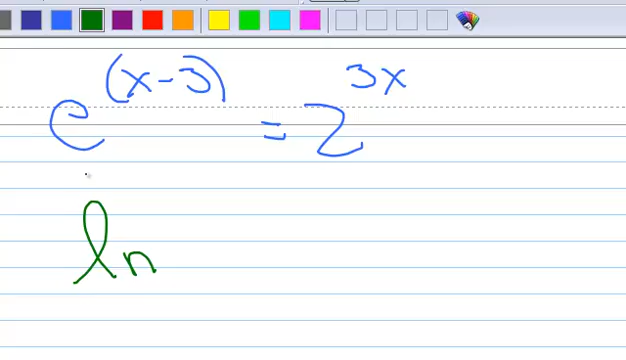 e^(x-3) = 2^3x
ln